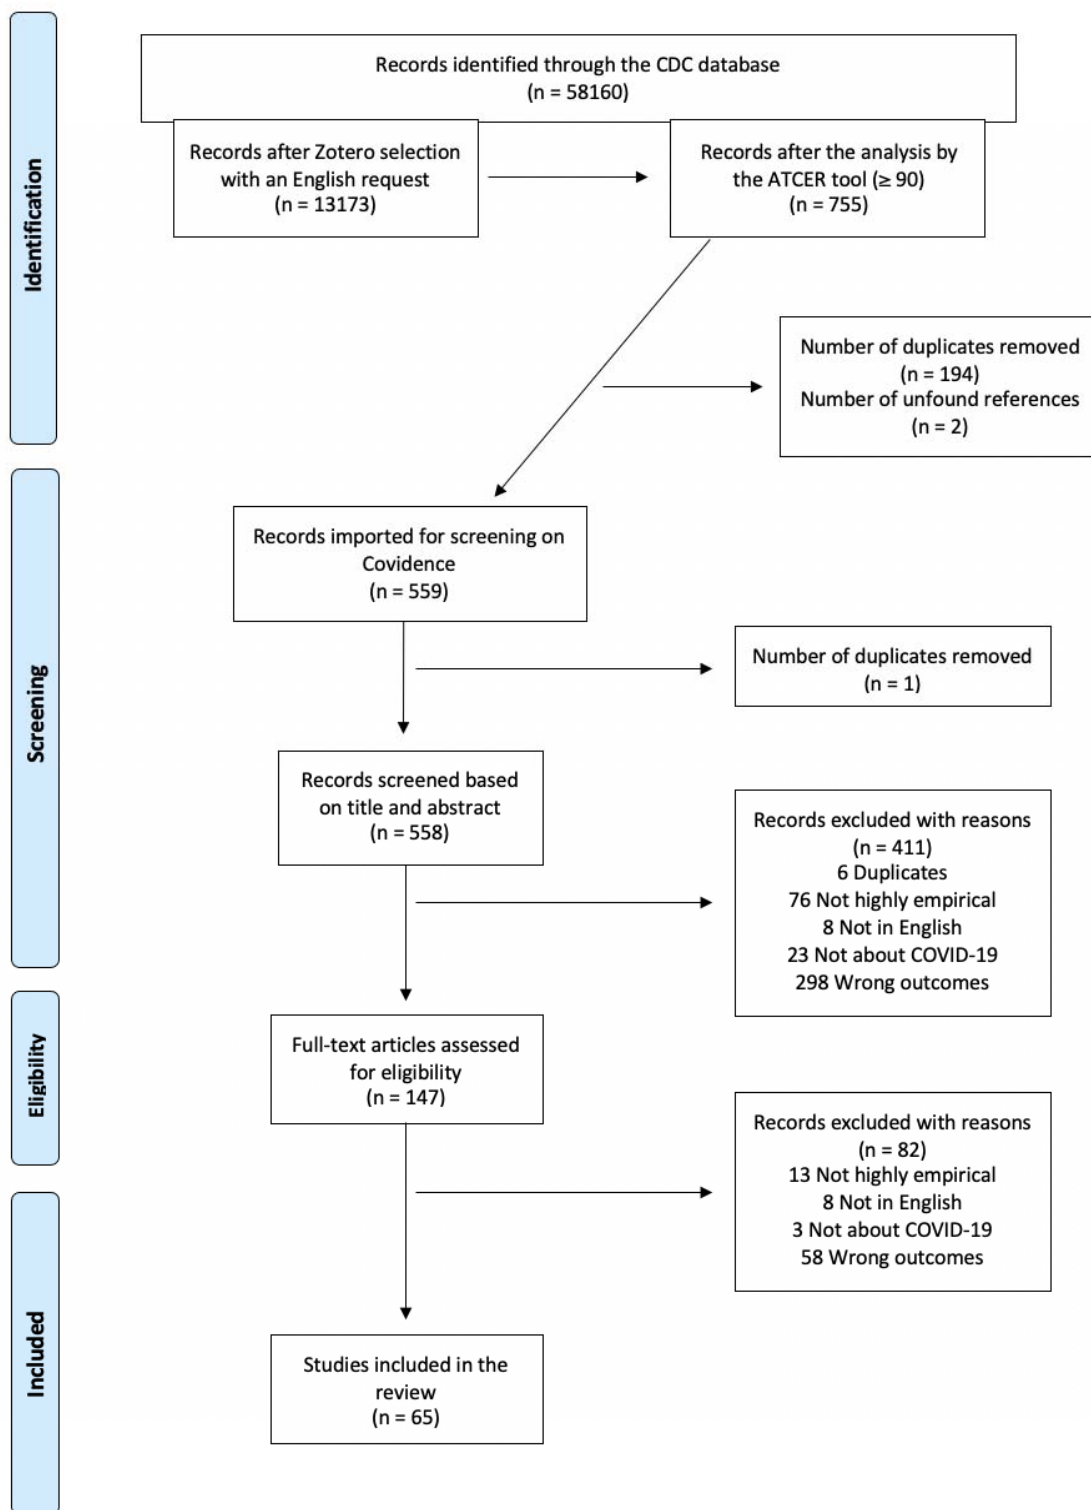 Identification
Records identified through the CDC database
(n = 58160)
Records after Zotero selection
with an English request
(n = 13173)
Records after the analysis by
the ATCER tool (≥ 90)
(n = 755)
Number of duplicates removed
(n = 194)
Number of unfound references
(n = 2)
Screening
Records imported for screening on
Covidence
(n = 559)
Number of duplicates removed
(n = 1)
Records screened based
on title and abstract
(n = 558)
Records excluded with reasons
(n = 411)
6 Duplicates
76 Not highly empirical
8 Not in English
23 Not about COVID-19
298 Wrong outcomes
Eligibility
Full-text articles assessed
for eligibility
(n = 147)
Records excluded with reasons
(n = 82)
13 Not highly empirical
8 Not in English
3 Not about COVID-19
58 Wrong outcomes
Included
Studies included in the
review
(n = 65)